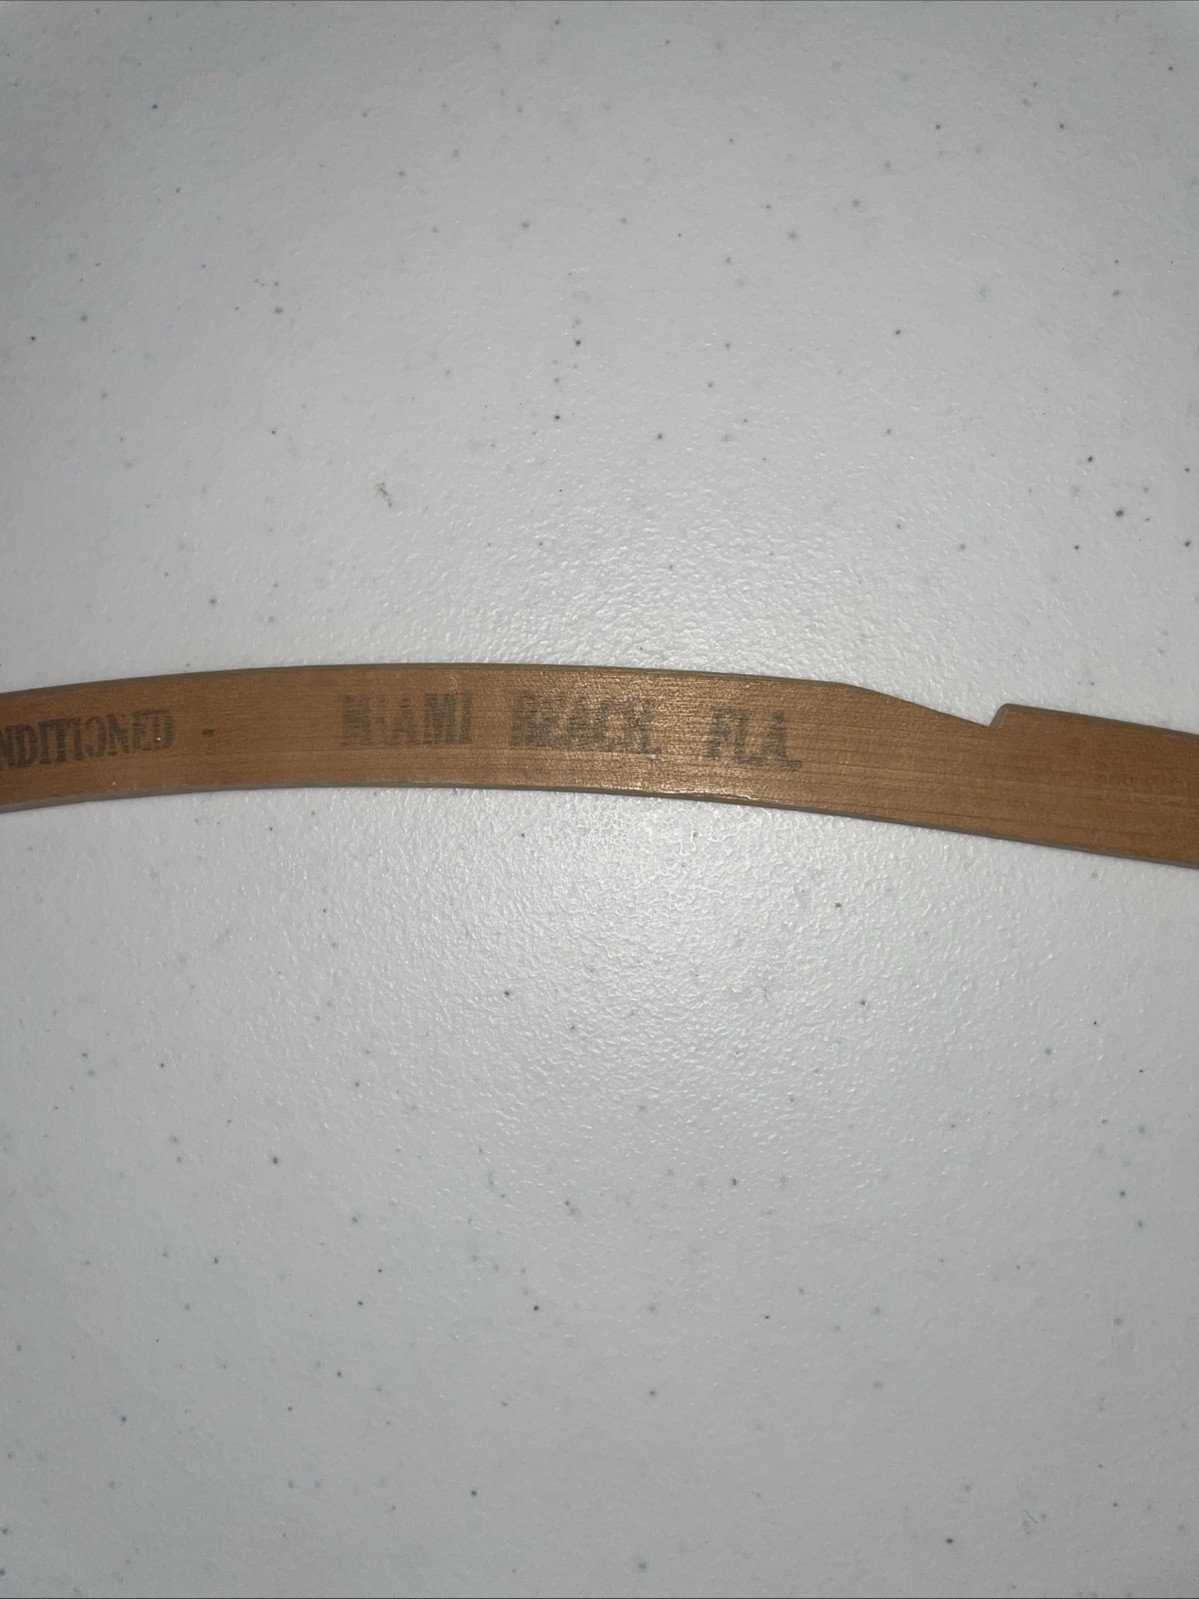 NDITIONED - MIAMI BEACH, FLA.